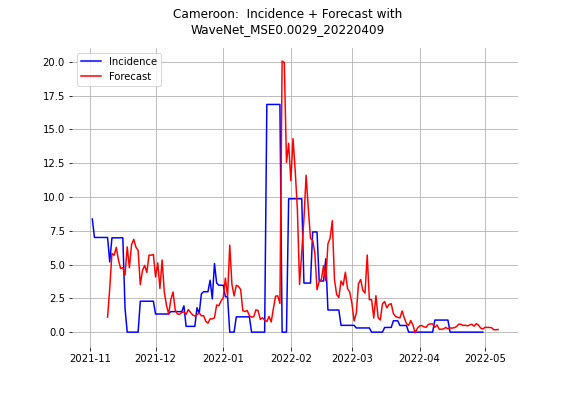 Cameroon:  Incidence + Forecast with
WaveNet_MSE0.0029_20220409
Incidence
Forecast
20.0
17.5
15.0
12.5
10.0
7.5
5.0
2.5
0.0
2021-11 2021-12 2022-01 2022-02 2022-03 2022-04 2022-05